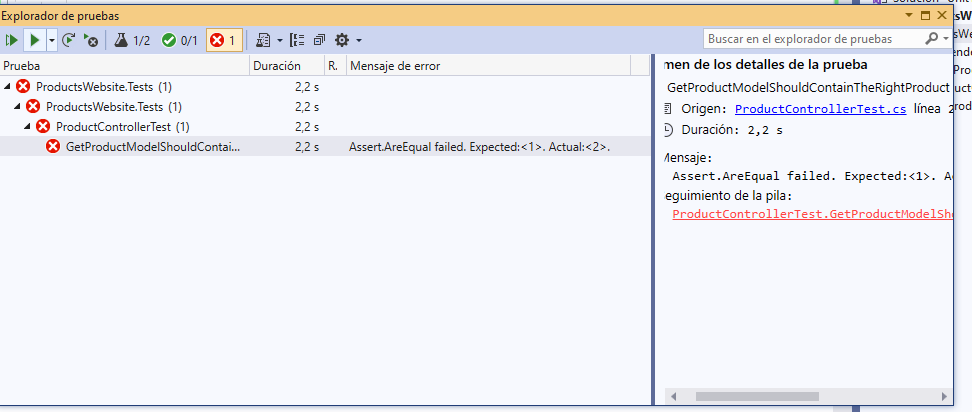 Explorador de pruebas
1/2 0/1 1
Buscar en el explorador de pruebas
Prueba Duración R. Mensaje de error
ProductsWebsite.Tests (1) 2,2 s
ProductsWebsite.Tests (1) 2,2 s
ProductControllerTest (1) 2,2 s
GetProductModelShouldContai... 2,2 s Assert.AreEqual failed. Expected:<1>. Actual:<2>.
men de los detalles de la prueba
GetProductModelShouldContainTheRightProduct
Origen: ProductControllerTest.cs línea 2
Duración: 2,2 s
Mensaje:
Assert.AreEqual failed. Expected:<1>. Ac
eguimiento de la pila:
ProductControllerTest.GetProductModelSho